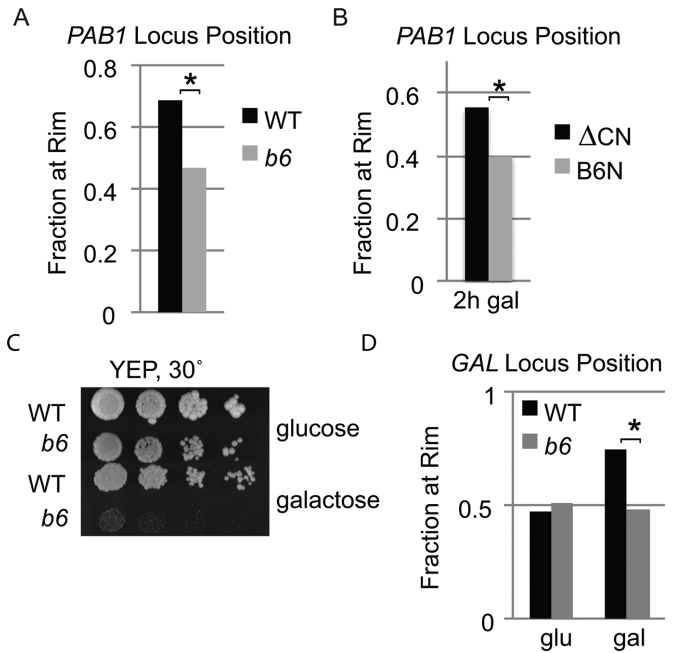 A
PAB1 Locus Position
Fraction at Rim
0.8
0.6
0.4
0.2
0
*
WT
b6
B
PAB1 Locus Position
Fraction at Rim
0.6
0.4
0.2
0
*
2h gal
ΔCN
B6N
C
YEP, 30˚
WT
b6
glucose
WT
b6
galactose
D
GAL Locus Position
Fraction at Rim
1
0.5
0
WT
b6
*
glu
gal